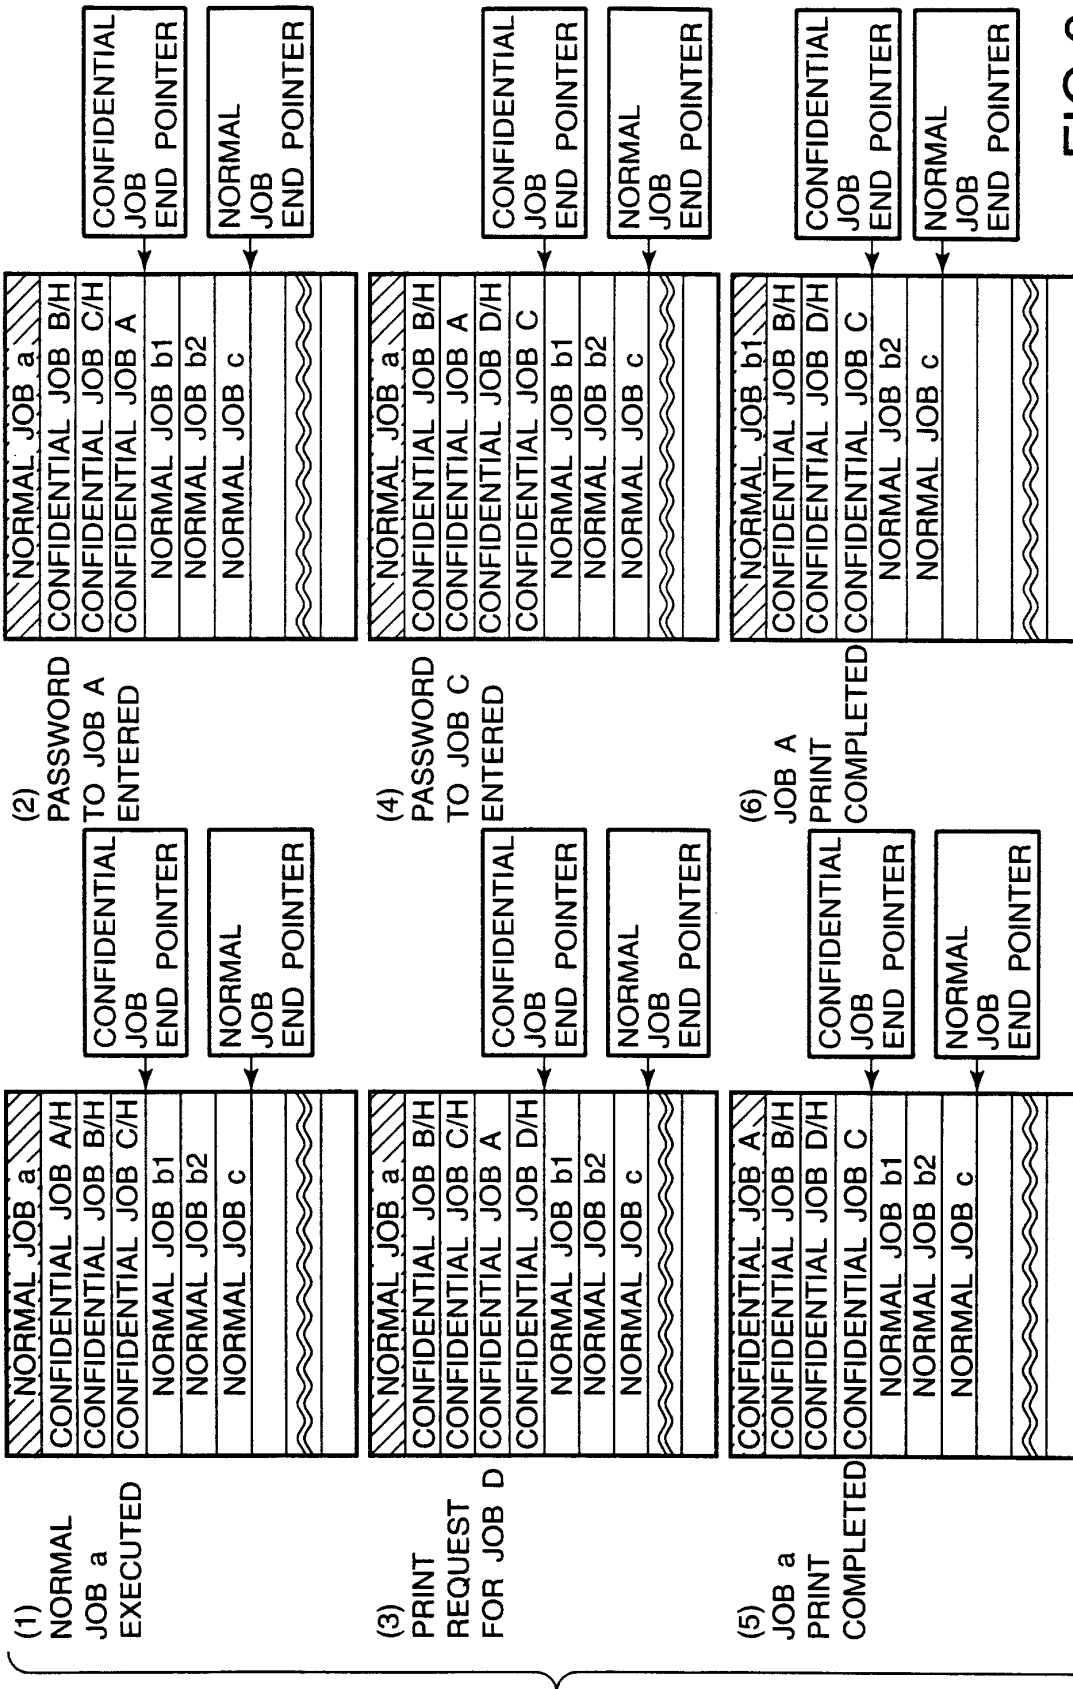 (1)
NORMAL
JOB a
EXECUTED
NORMAL JOB a
CONFIDENTIAL JOB A/H
CONFIDENTIAL JOB B/H
CONFIDENTIAL JOB C/H
NORMAL JOB b1
NORMAL JOB b2
NORMAL JOB c
CONFIDENTIAL
JOB
END POINTER
NORMAL
JOB
END POINTER
(2)
PASSWORD
TO JOB A
ENTERED
NORMAL JOB a
CONFIDENTIAL JOB B/H
CONFIDENTIAL JOB C/H
CONFIDENTIAL JOB A
NORMAL JOB b1
NORMAL JOB b2
NORMAL JOB c
CONFIDENTIAL
JOB
END POINTER
NORMAL
JOB
END POINTER
(3)
PRINT
REQUEST
FOR JOB D
NORMAL JOB a
CONFIDENTIAL JOB B/H
CONFIDENTIAL JOB C/H
CONFIDENTIAL JOB A
CONFIDENTIAL JOB D/H
NORMAL JOB b1
NORMAL JOB b2
NORMAL JOB c
CONFIDENTIAL
JOB
END POINTER
NORMAL
JOB
END POINTER
(4)
PASSWORD
TO JOB C
ENTERED
NORMAL JOB a
CONFIDENTIAL JOB B/H
CONFIDENTIAL JOB A
CONFIDENTIAL JOB D/H
CONFIDENTIAL JOB C
NORMAL JOB b1
NORMAL JOB b2
NORMAL JOB c
CONFIDENTIAL
JOB
END POINTER
NORMAL
JOB
END POINTER
(5)
JOB a
PRINT
COMPLETED
CONFIDENTIAL JOB A
CONFIDENTIAL JOB B/H
CONFIDENTIAL JOB D/H
CONFIDENTIAL JOB C
NORMAL JOB b1
NORMAL JOB b2
NORMAL JOB c
CONFIDENTIAL
JOB
END POINTER
NORMAL
JOB
END POINTER
(6)
JOB A
PRINT
COMPLETED
NORMAL JOB b1
CONFIDENTIAL JOB B/H
CONFIDENTIAL JOB D/H
CONFIDENTIAL JOB C
NORMAL JOB b2
NORMAL JOB c
CONFIDENTIAL
JOB
END POINTER
NORMAL
JOB
END POINTER